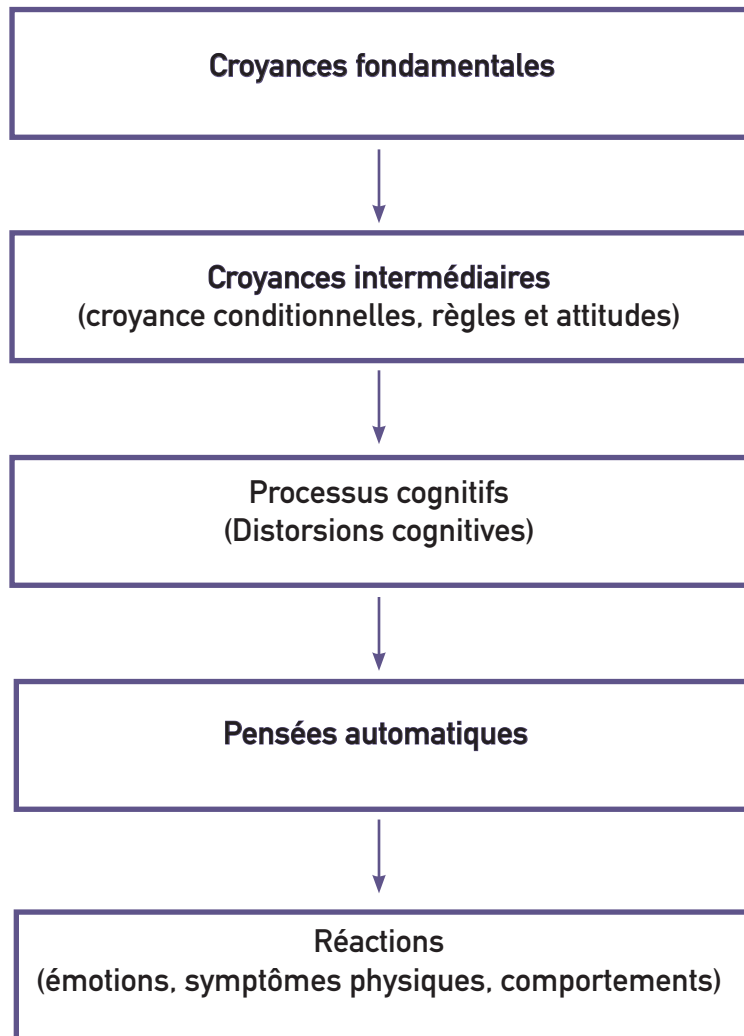 Croyances fondamentales
Croyances intermédiaires
(croyance conditionnelles, règles et attitudes)
Processus cognitifs
(Distorsions cognitives)
Pensées automatiques
Réactions
(émotions, symptômes physiques, comportements)